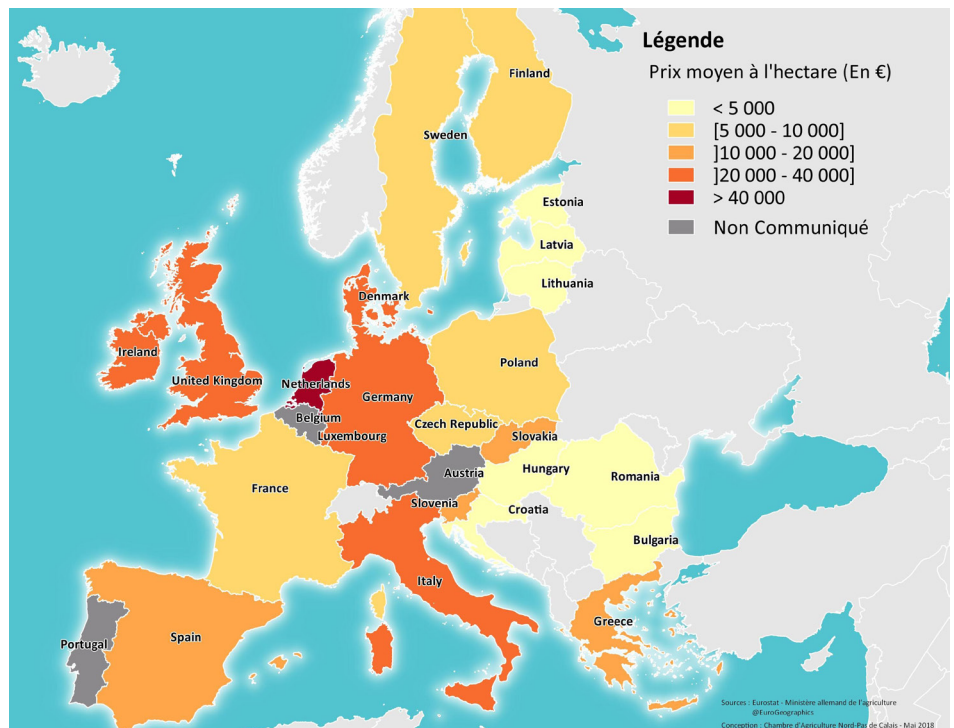 Légende
Prix moyen à l'hectare (En €)
< 5 000
[5 000 - 10 000]
]10 000 - 20 000]
]20 000 - 40 000]
> 40 000
Non Communiqué
Finland
Sweden
Estonia
Latvia
Lithuania
Denmark
Ireland
United Kingdom
Netherlands
Germany
Poland
Belgium
Luxembourg
Czech Republic
Slovakia
Austria
Hungary
Romania
France
Slovenia
Croatia
Bulgaria
Italy
Greece
Portugal
Spain
Sources : Eurostat - Ministère allemand de l'agriculture
@EuroGeographics
Conception : Chambre d'Agriculture Nord-Pas de Calais - Mai 2018